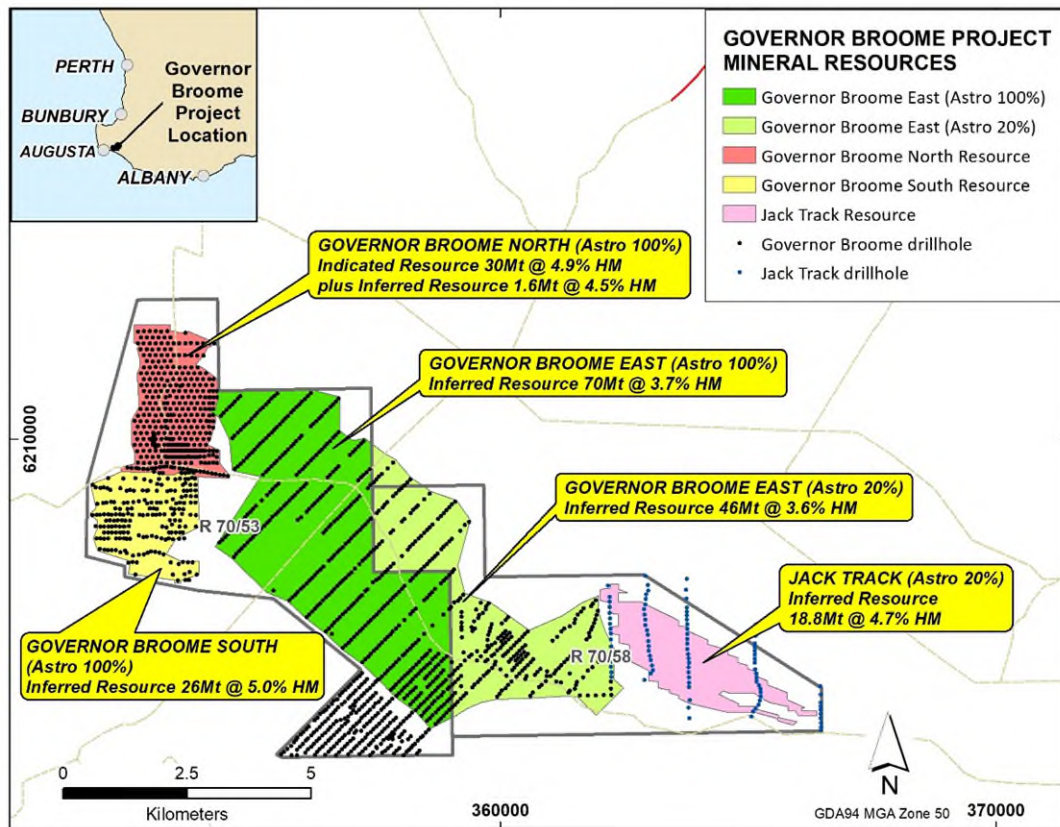 PERTH
BUNBURY
AUGUSTA
ALBANY
Governor
Broome
Project
Location
GOVERNOR BROOME PROJECT
MINERAL RESOURCES
Governor Broome East (Astro 100%)
Governor Broome East (Astro 20%)
Governor Broome North Resource
Governor Broome South Resource
Jack Track Resource
Governor Broome drillhole
Jack Track drillhole
GOVERNOR BROOME NORTH (Astro 100%)
Indicated Resource 30Mt @ 4.9% HM
plus Inferred Resource 1.6Mt @ 4.5% HM
GOVERNOR BROOME EAST (Astro 100%)
Inferred Resource 70Mt @ 3.7% HM
6210000
GOVERNOR BROOME EAST (Astro 20%)
Inferred Resource 46Mt @ 3.6% HM
R 70/53
JACK TRACK (Astro 20%)
Inferred Resource
18.8Mt @ 4.7% HM
GOVERNOR BROOME SOUTH
(Astro 100%)
Inferred Resource 26Mt @ 5.0% HM
R 70/58
0 2.5 5
Kilometers
360000
N
GDA94 MGA Zone 50
370000